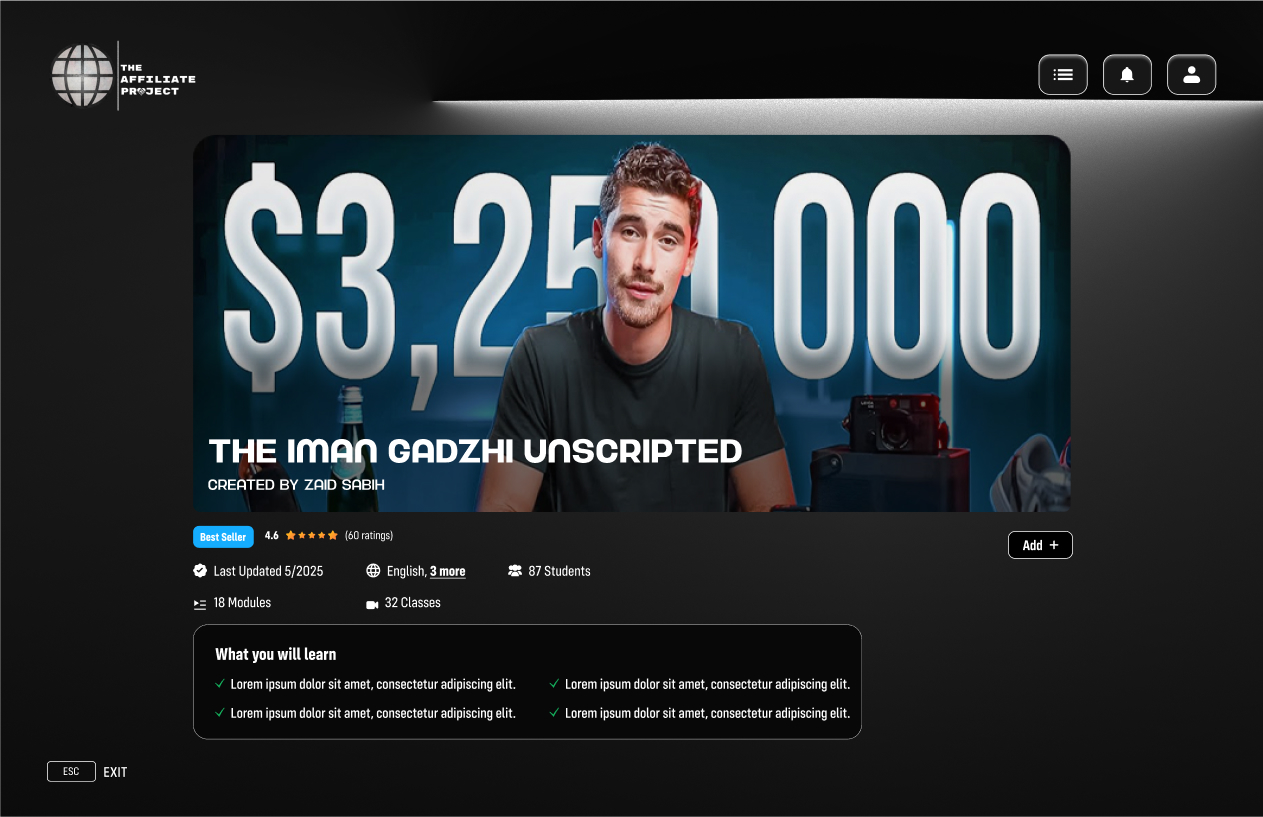 THE
AFFILIATE
PROJECT
$3,250 000
THE IMAN GADZHI UNSCRIPTED
CREATED BY ZAID SABIH
Best Seller 4.6 (60 ratings)
Add +
Last Updated 5/2025 English, 3 more 87 Students
18 Modules 32 Classes
What you will learn
Lorem ipsum dolor sit amet, consectetur adipiscing elit. Lorem ipsum dolor sit amet, consectetur adipiscing elit.
Lorem ipsum dolor sit amet, consectetur adipiscing elit. Lorem ipsum dolor sit amet, consectetur adipiscing elit.
ESC EXIT